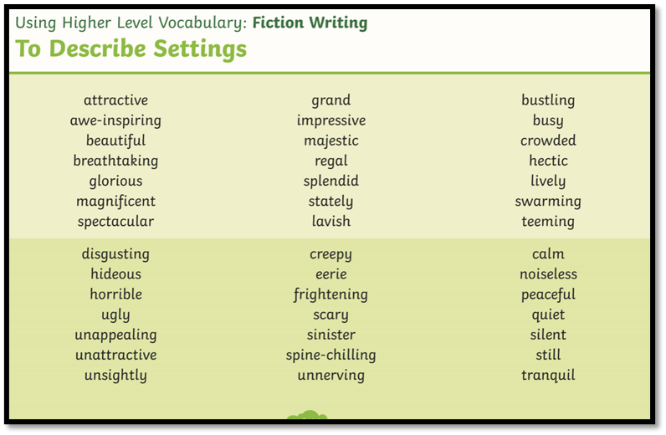 Using Higher Level Vocabulary: Fiction Writing
To Describe Settings
attractive grand bustling
awe-inspiring impressive busy
beautiful majestic crowded
breathtaking regal hectic
glorious splendid lively
magnificent stately swarming
spectacular lavish teeming
disgusting creepy calm
hideous eerie noiseless
horrible frightening peaceful
ugly scary quiet
unappealing sinister silent
unattractive spine-chilling still
unsightly unnerving tranquil